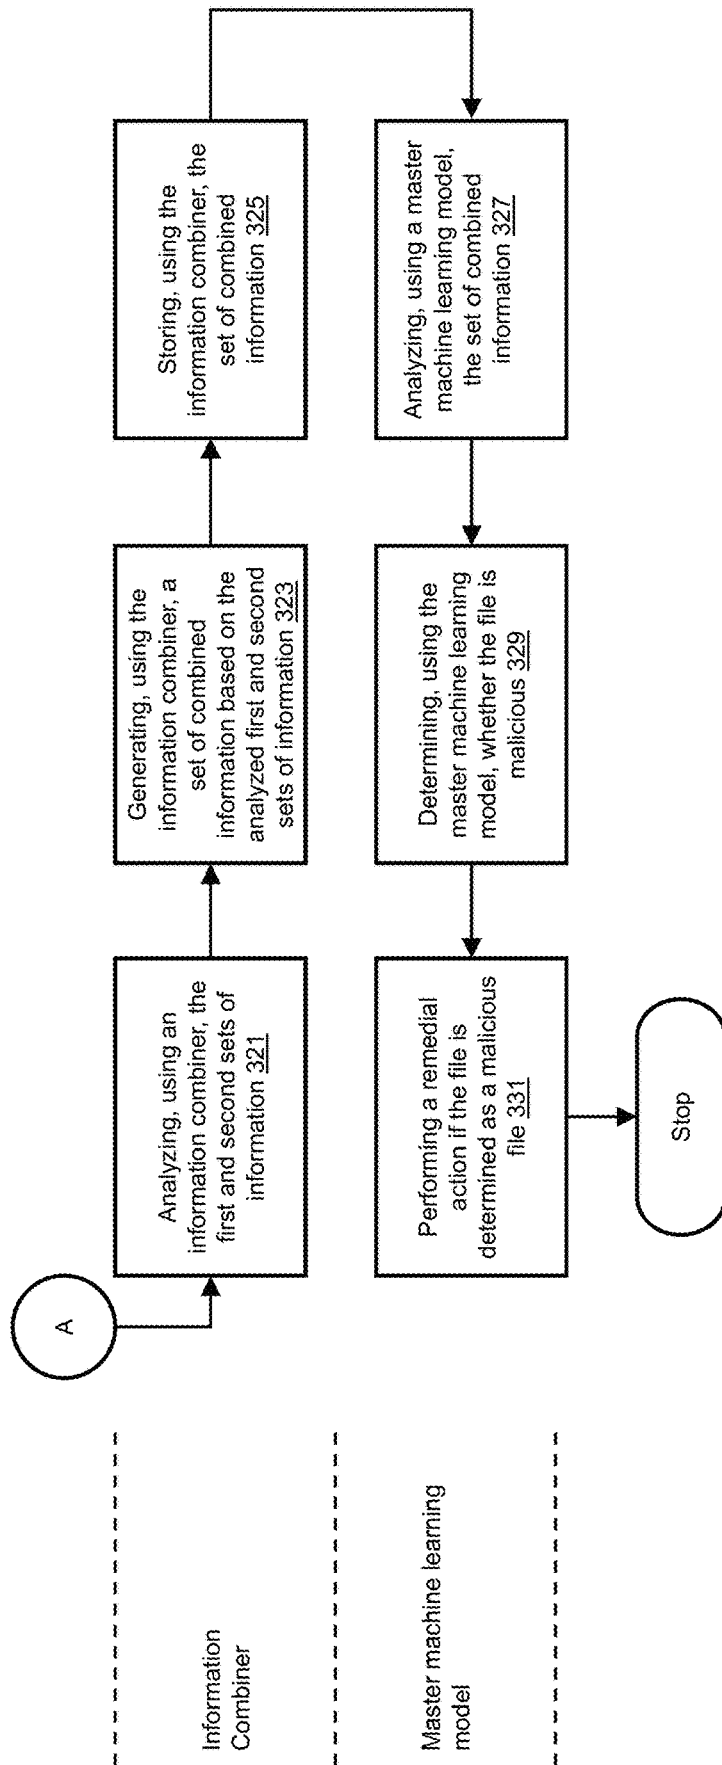 A
Information
Combiner
Analyzing, using an
information combiner, the
first and second sets of
information 321
Generating, using the
information combiner, a
set of combined
information based on the
analyzed first and second
sets of information 323
Storing, using the
information combiner, the
set of combined
information 325
Master machine learning
model
Analyzing, using a master
machine learning model,
the set of combined
information 327
Determining, using the
master machine learning
model, whether the file is
malicious 329
Performing a remedial
action if the file is
determined as a malicious
file 331
Stop